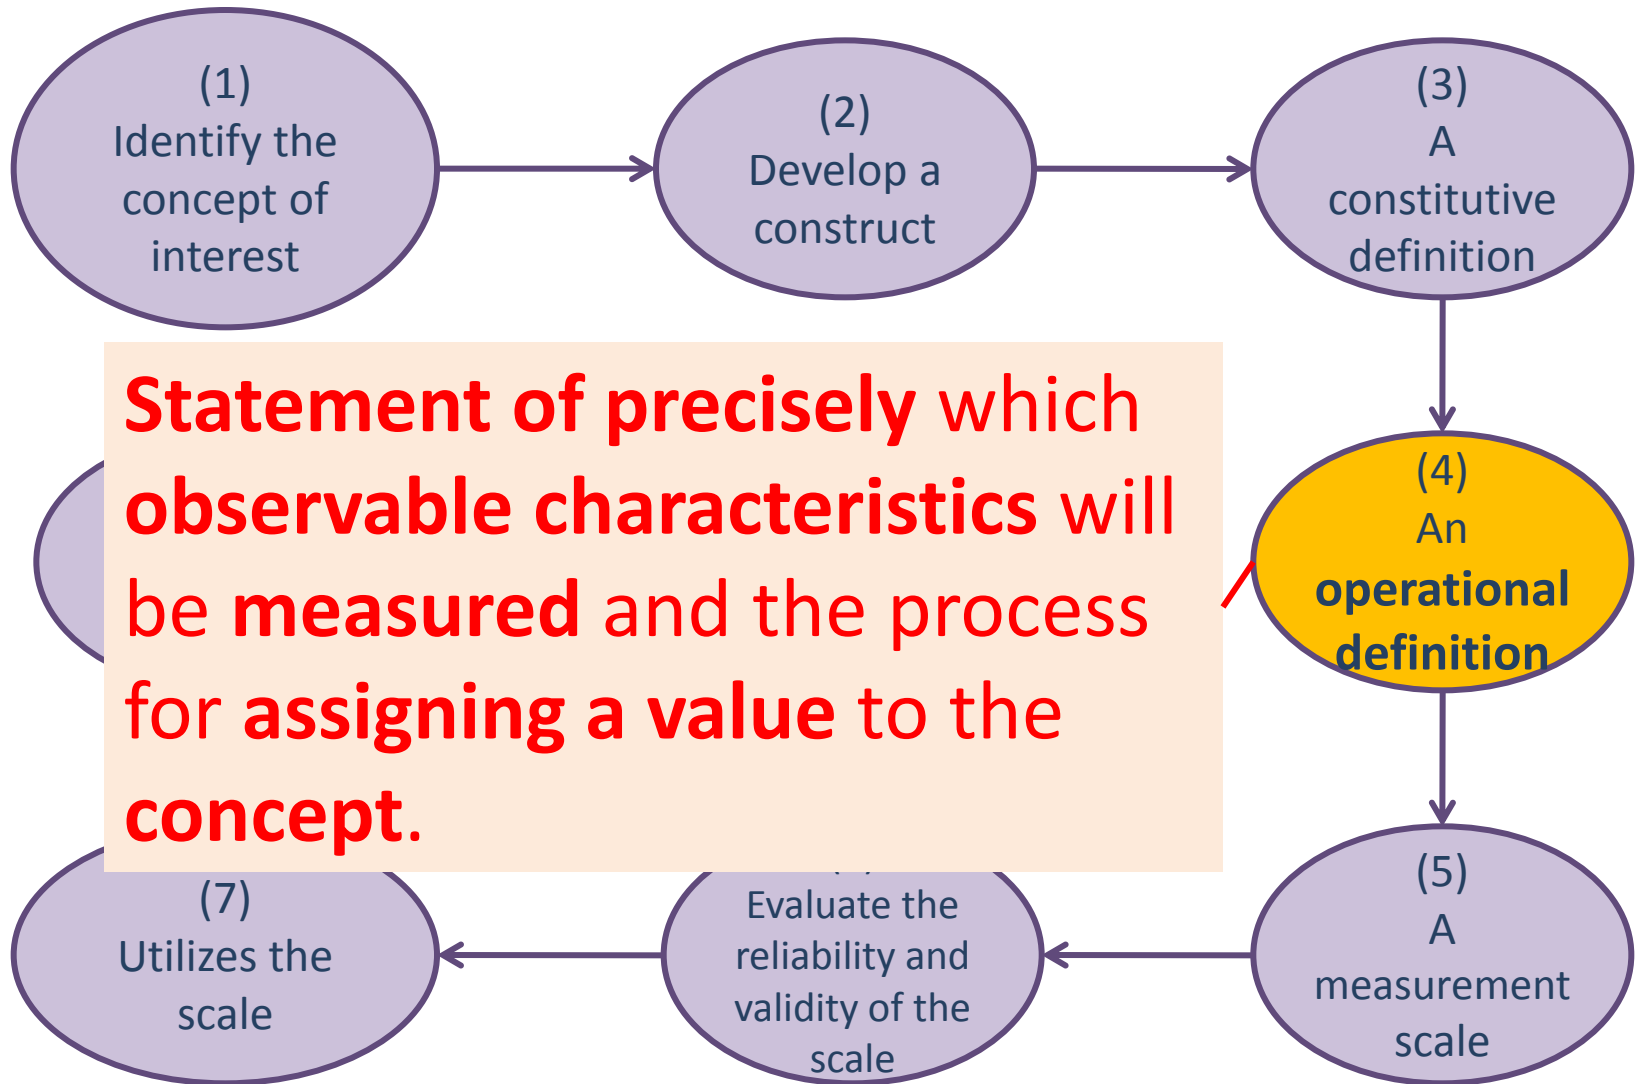 (1)
Identify the
concept of
interest
(2)
Develop a
construct
(3)
A
constitutive
definition
Statement of precisely which
observable characteristics will
be measured and the process
for assigning a value to the
concept.
(4)
An
operational
definition
(5)
A
measurement
scale
Evaluate the
reliability and
validity of the
scale
(7)
Utilizes the
scale